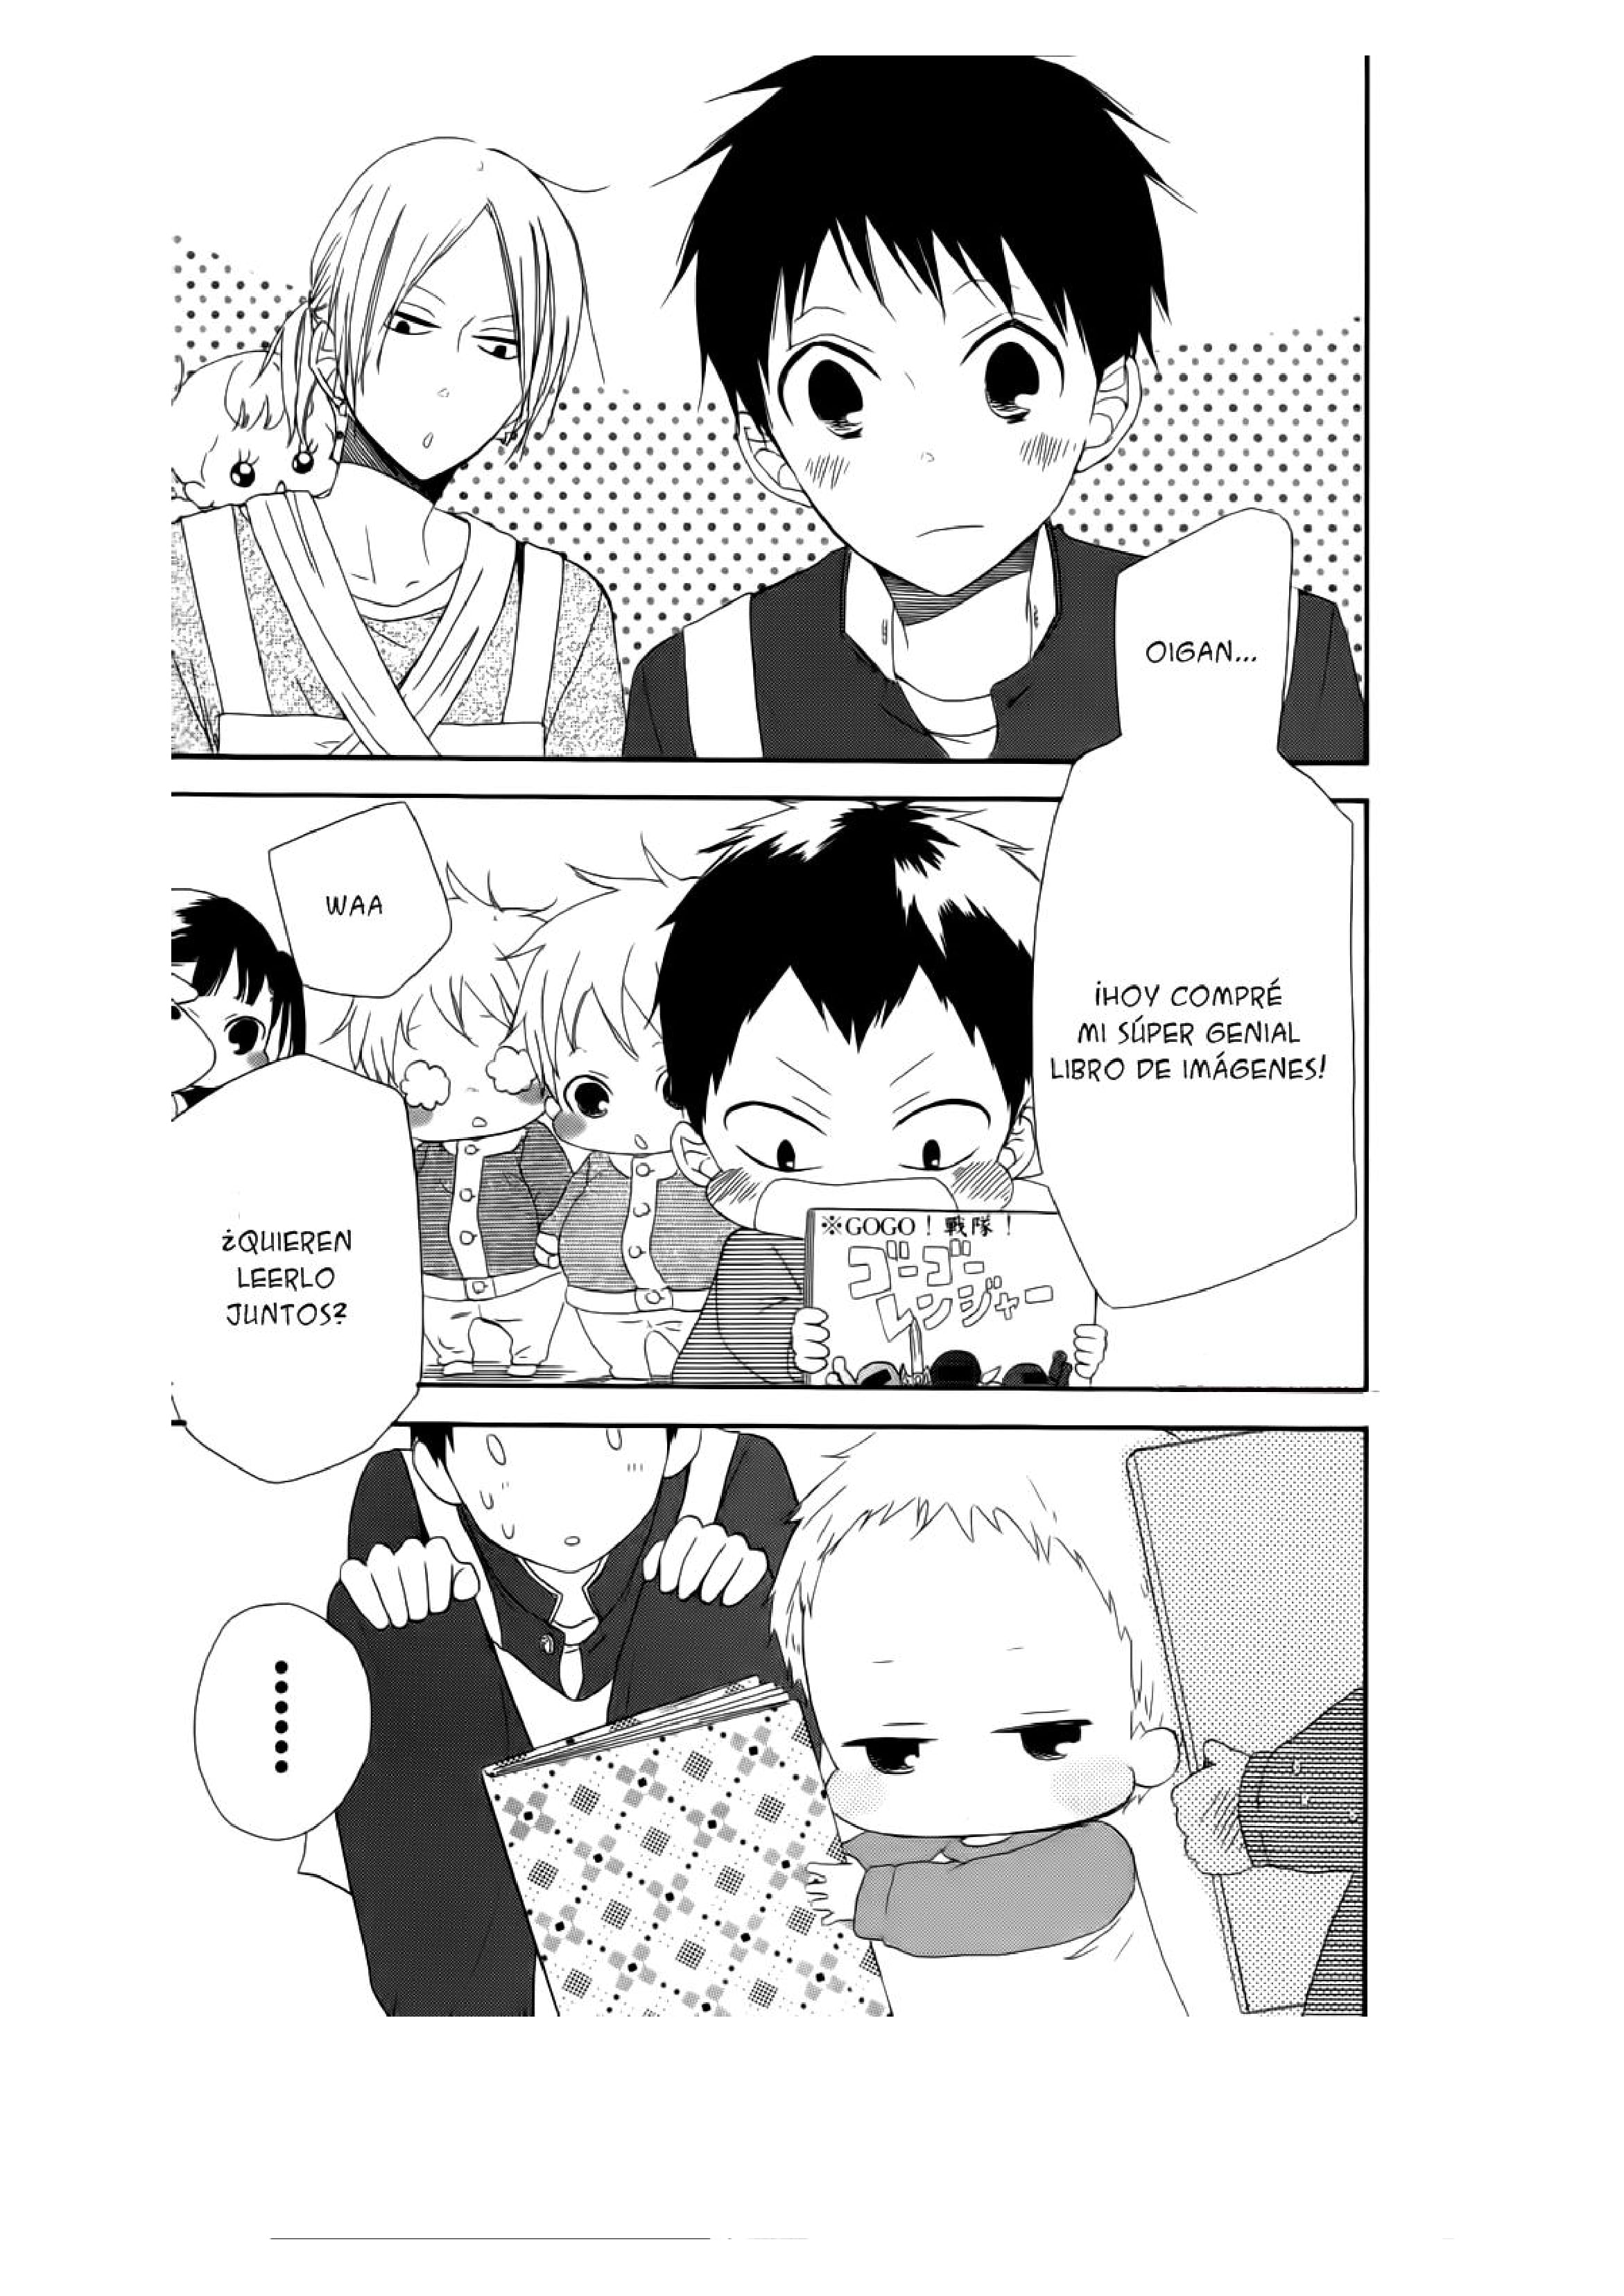 OIGAN...
¡HOY COMPRÉ
MI SÚPER GENIAL
LIBRO DE IMÁGENES!
WAA
※GOGO！戦隊！
ゴーゴー
レンジャー
¿QUIEREN
LEERLO
JUNTOS?
......